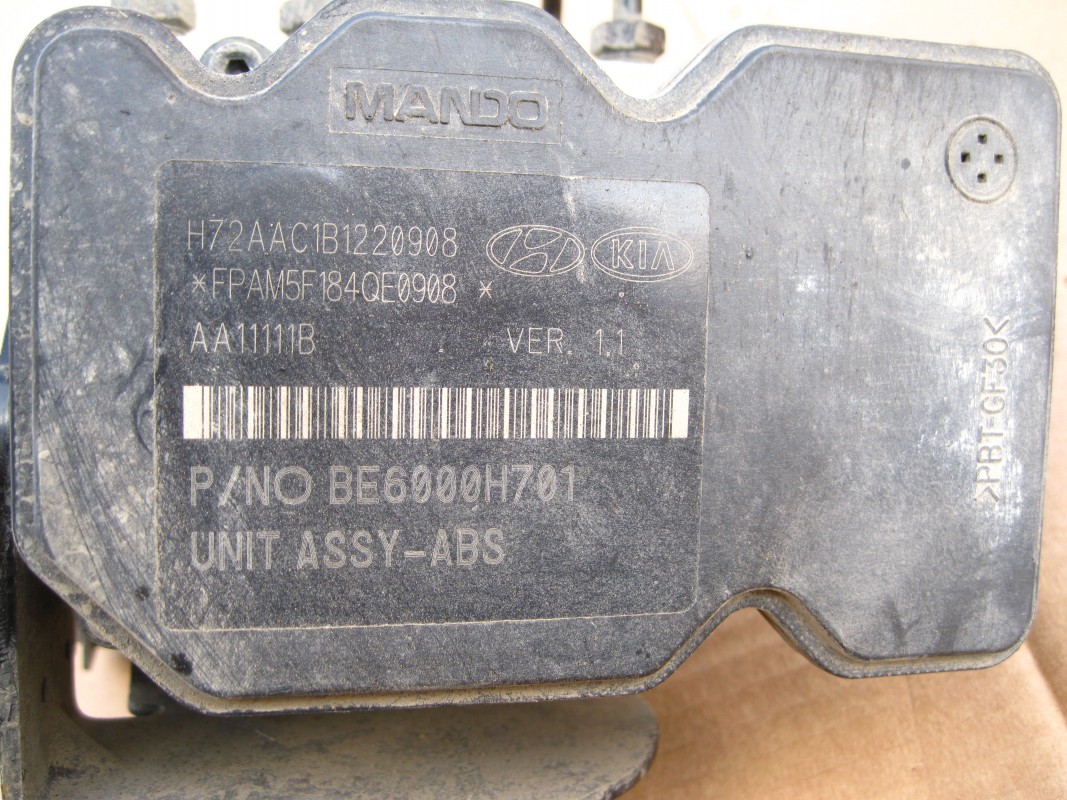 MANDO
H72AAC1B1220908
KIA
*FPAM5F184QE0908 *
AA11111B VER. 1.1
P/NO BE6000H701
UNIT ASSY-ABS
>PBT-GF30<